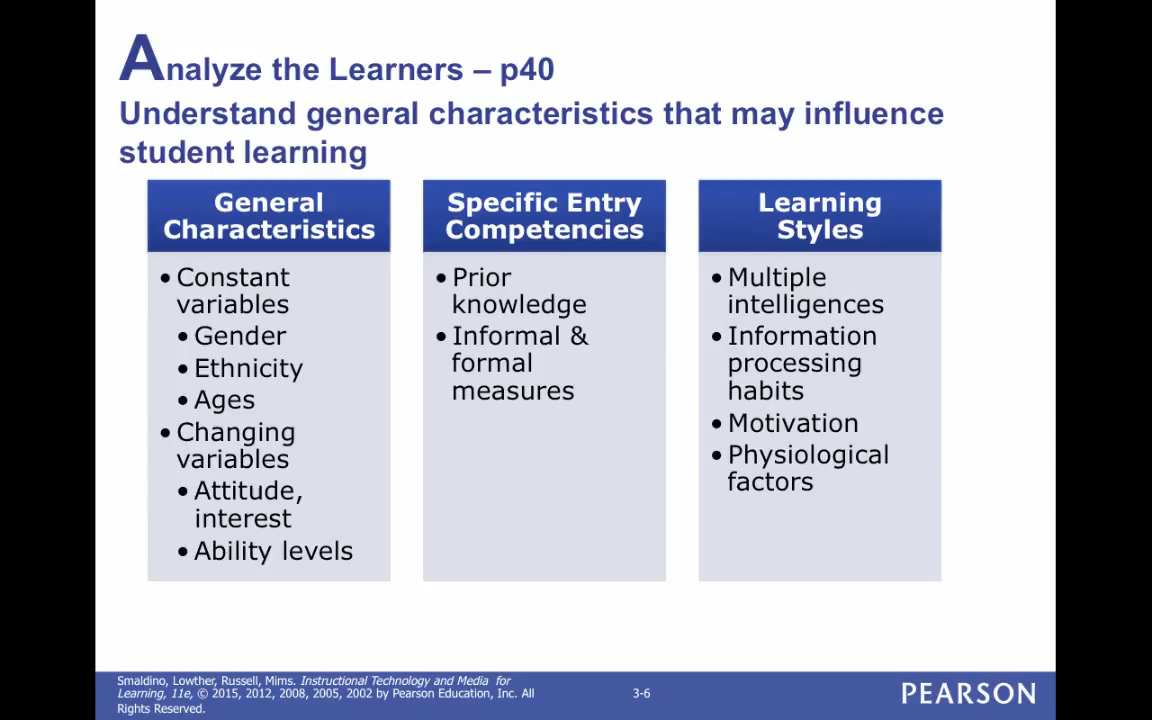 Analyze the Learners – p40
Understand general characteristics that may influence
student learning
General
Characteristics
• Constant
variables
• Gender
• Ethnicity
• Ages
• Changing
variables
• Attitude,
interest
• Ability levels
Specific Entry
Competencies
• Prior
knowledge
• Informal &
formal
measures
Learning
Styles
• Multiple
intelligences
• Information
processing
habits
• Motivation
• Physiological
factors
Smaldino, Lowther, Russell, Mims. Instructional Technology and Media for
Learning, 11e, © 2015, 2012, 2008, 2005, 2002 by Pearson Education, Inc. All
Rights Reserved.
3-6
PEARSON